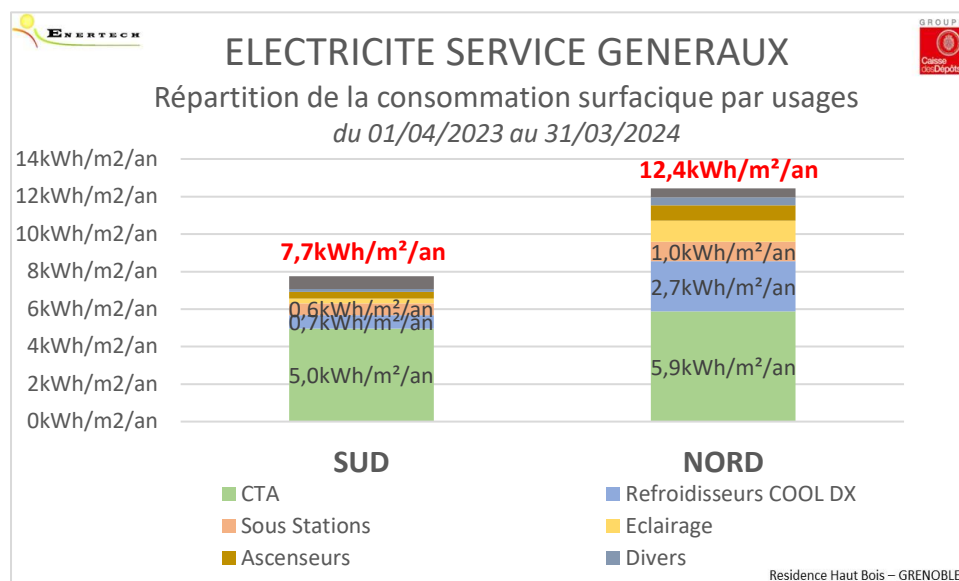 ENERTECH
GROUPE
Caisse
desDépôts
ELECTRICITE SERVICE GENERAUX
Répartition de la consommation surfacique par usages
du 01/04/2023 au 31/03/2024
14kWh/m2/an
12kWh/m2/an
10kWh/m2/an
8kWh/m2/an
6kWh/m2/an
4kWh/m2/an
2kWh/m2/an
0kWh/m2/an
7,7kWh/m²/an
0,6kWh/m²/an
0,7kWh/m²/an
5,0kWh/m²/an
12,4kWh/m²/an
1,0kWh/m²/an
2,7kWh/m²/an
5,9kWh/m²/an
SUD
NORD
CTA
Refroidisseurs COOL DX
Sous Stations
Eclairage
Ascenseurs
Divers
Residence Haut Bois – GRENOBLE